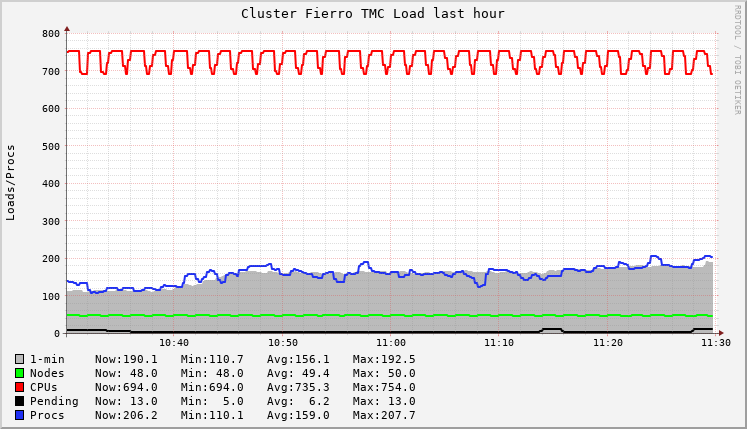 Cluster Fierro TMC Load last hour
RRDTOOL / TOBI OETIKER
Loads/Procs
800
700
600
500
400
300
200
100
0
10:40 10:50 11:00 11:10 11:20 11:30
1-min Now:190.1 Min:110.7 Avg:156.1 Max:192.5
Nodes Now: 48.0 Min: 48.0 Avg: 49.4 Max: 50.0
CPUs Now:694.0 Min:694.0 Avg:735.3 Max:754.0
Pending Now: 13.0 Min: 5.0 Avg: 6.2 Max: 13.0
Procs Now:206.2 Min:110.1 Avg:159.0 Max:207.7